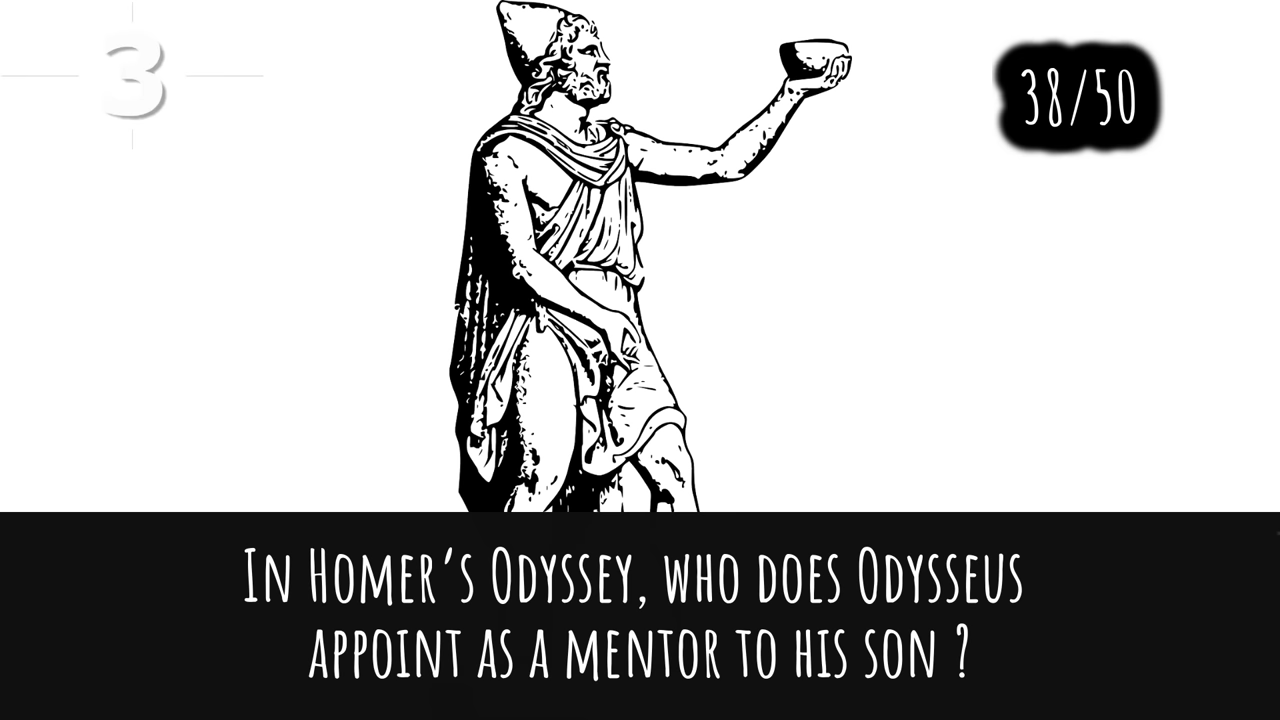 3
38/50
In Homer's Odyssey, who does Odysseus
appoint as a mentor to his son ?